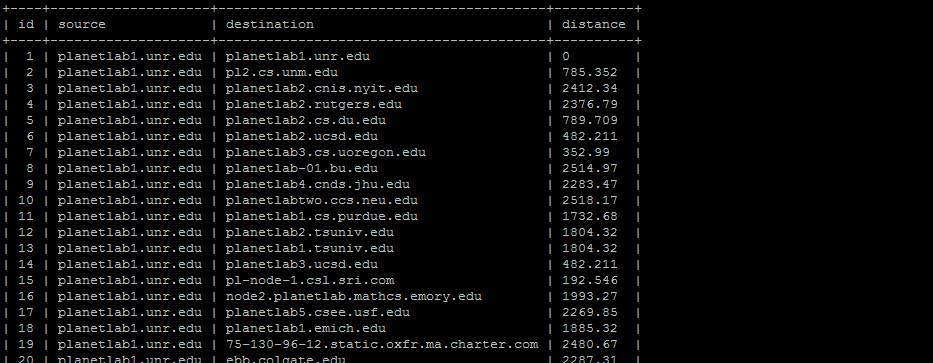 +----+--------------------+-----------------------------------------+----------+
| id | source | destination | distance |
+----+--------------------+-----------------------------------------+----------+
| 1 | planetlab1.unr.edu | planetlab1.unr.edu | 0 |
| 2 | planetlab1.unr.edu | pl2.cs.unm.edu | 785.352 |
| 3 | planetlab1.unr.edu | planetlab2.cnis.nyit.edu | 2412.34 |
| 4 | planetlab1.unr.edu | planetlab2.rutgers.edu | 2376.79 |
| 5 | planetlab1.unr.edu | planetlab2.cs.du.edu | 789.709 |
| 6 | planetlab1.unr.edu | planetlab2.ucsd.edu | 482.211 |
| 7 | planetlab1.unr.edu | planetlab3.cs.uoregon.edu | 352.99 |
| 8 | planetlab1.unr.edu | planetlab-01.bu.edu | 2514.97 |
| 9 | planetlab1.unr.edu | planetlab4.cnds.jhu.edu | 2283.47 |
| 10 | planetlab1.unr.edu | planetlabtwo.ccs.neu.edu | 2518.17 |
| 11 | planetlab1.unr.edu | planetlab1.cs.purdue.edu | 1732.68 |
| 12 | planetlab1.unr.edu | planetlab2.tsuniv.edu | 1804.32 |
| 13 | planetlab1.unr.edu | planetlab1.tsuniv.edu | 1804.32 |
| 14 | planetlab1.unr.edu | planetlab3.ucsd.edu | 482.211 |
| 15 | planetlab1.unr.edu | pl-node-1.csl.sri.com | 192.546 |
| 16 | planetlab1.unr.edu | node2.planetlab.mathcs.emory.edu | 1993.27 |
| 17 | planetlab1.unr.edu | planetlab5.csee.usf.edu | 2269.85 |
| 18 | planetlab1.unr.edu | planetlab1.emich.edu | 1885.32 |
| 19 | planetlab1.unr.edu | 75-130-96-12.static.oxfr.ma.charter.com | 2480.67 |
| 20 | planetlab1.unr.edu | ebb.colgate.edu | 2287.31 |